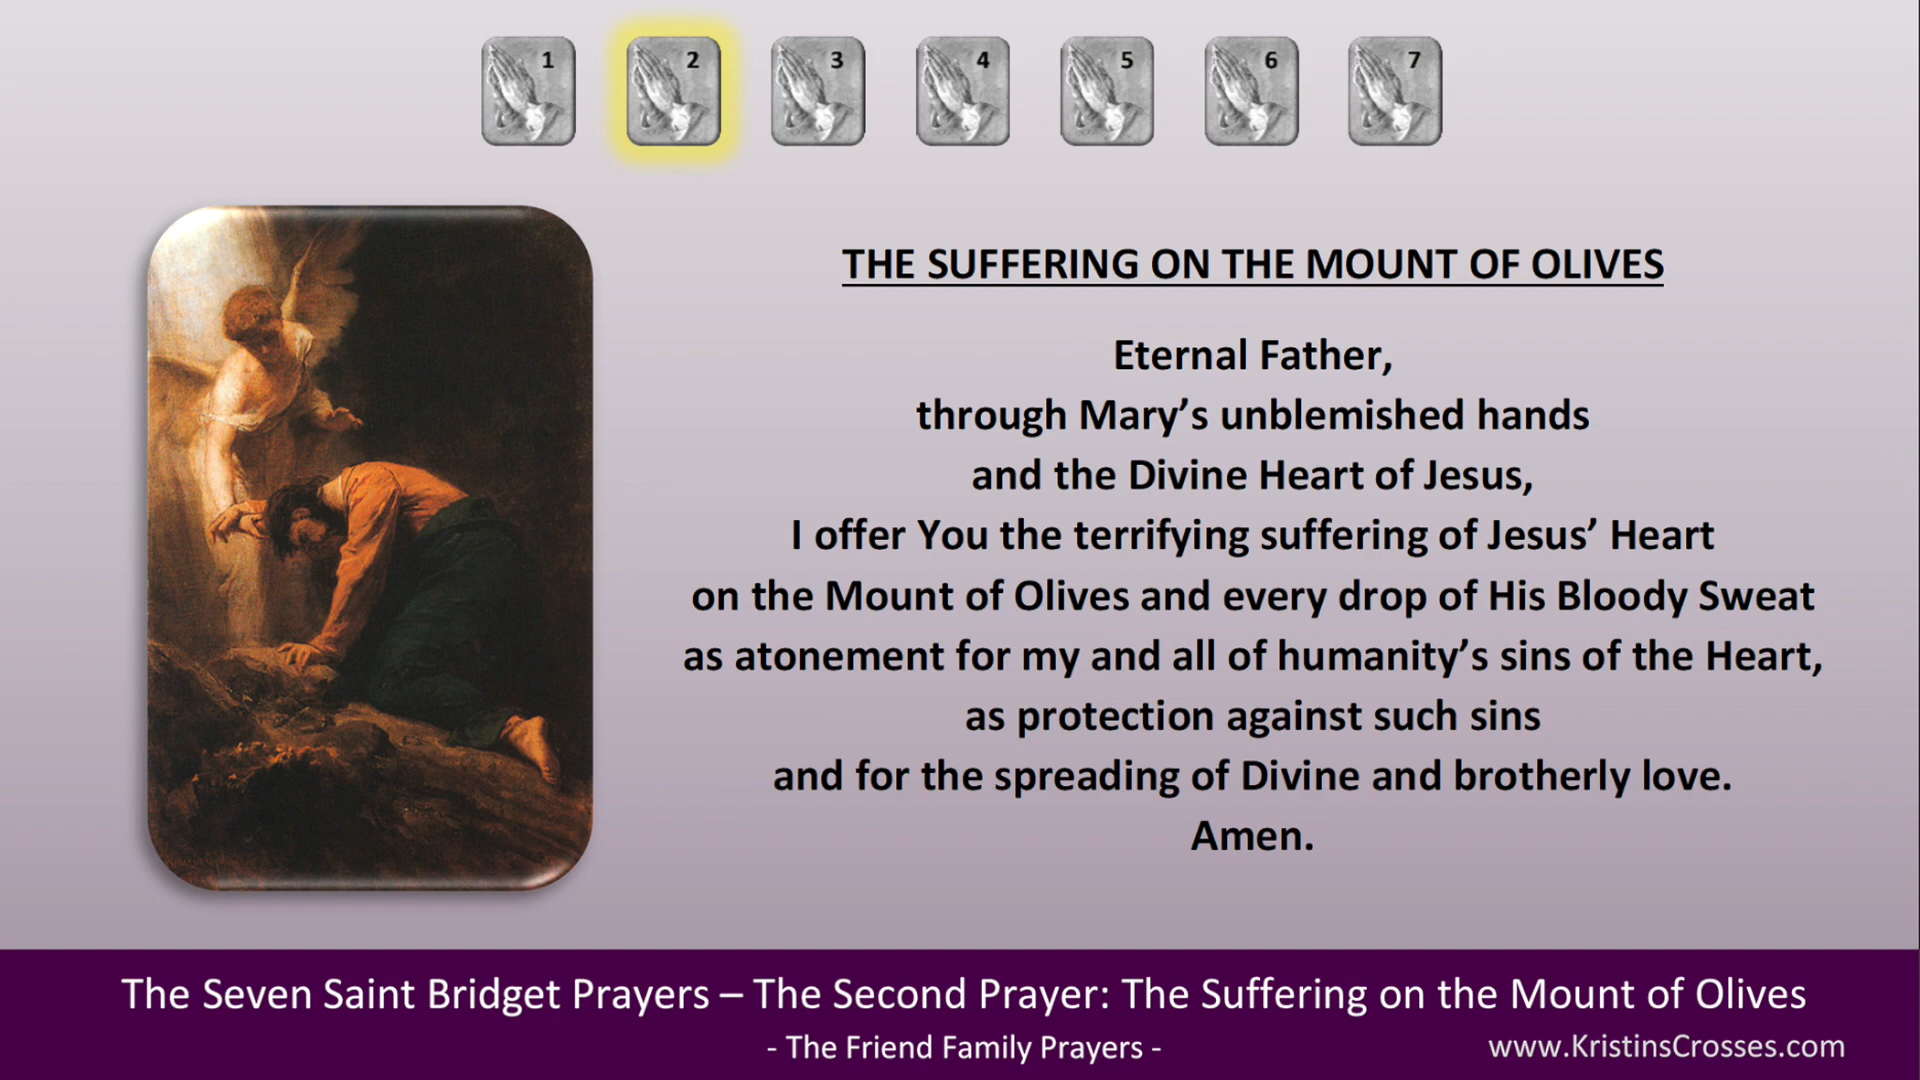 1 2 3 4 5 6 7
THE SUFFERING ON THE MOUNT OF OLIVES
Eternal Father,
through Mary’s unblemished hands
and the Divine Heart of Jesus,
I offer You the terrifying suffering of Jesus’ Heart
on the Mount of Olives and every drop of His Bloody Sweat
as atonement for my and all of humanity’s sins of the Heart,
as protection against such sins
and for the spreading of Divine and brotherly love.
Amen.
The Seven Saint Bridget Prayers – The Second Prayer: The Suffering on the Mount of Olives
- The Friend Family Prayers -
www.KristinsCrosses.com